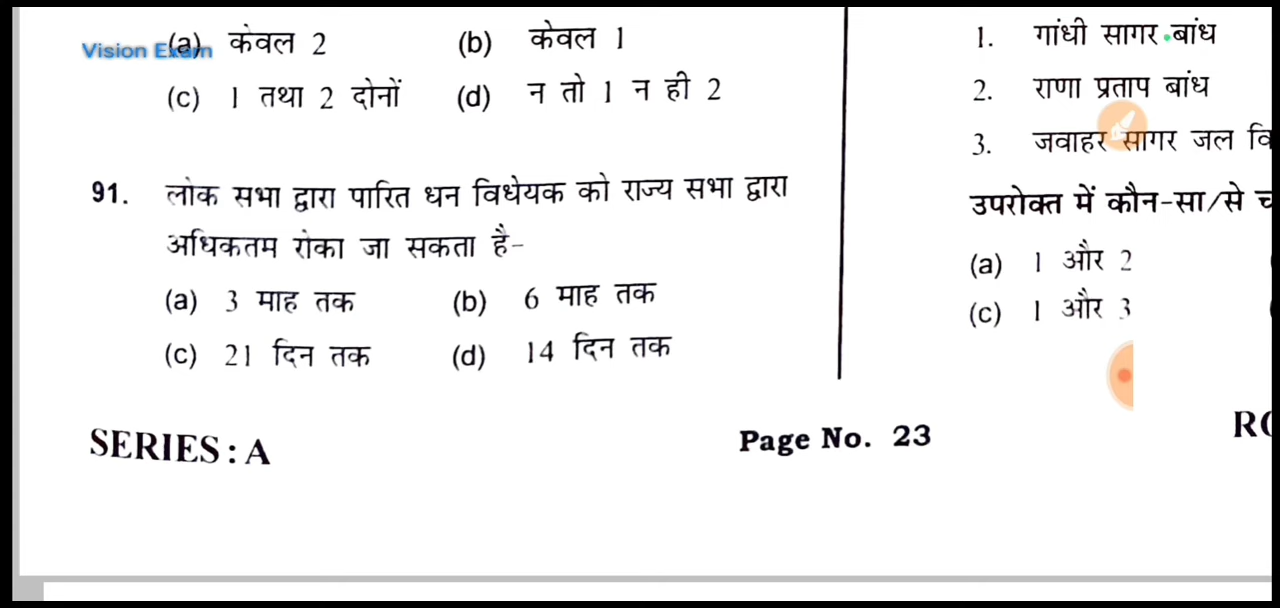 Vision Exam
(a) केवल 2 (b) केवल 1
(c) 1 तथा 2 दोनों (d) न तो 1 न ही 2
91. लोक सभा द्वारा पारित धन विधेयक को राज्य सभा द्वारा
अधिकतम रोका जा सकता है-
(a) 3 माह तक (b) 6 माह तक
(c) 21 दिन तक (d) 14 दिन तक
1. गांधी सागर बांध
2. राणा प्रताप बांध
3. जवाहर सागर जल वि
उपरोक्त में कौन-सा/से च
(a) 1 और 2
(c) 1 और 3
SERIES : A
Page No. 23